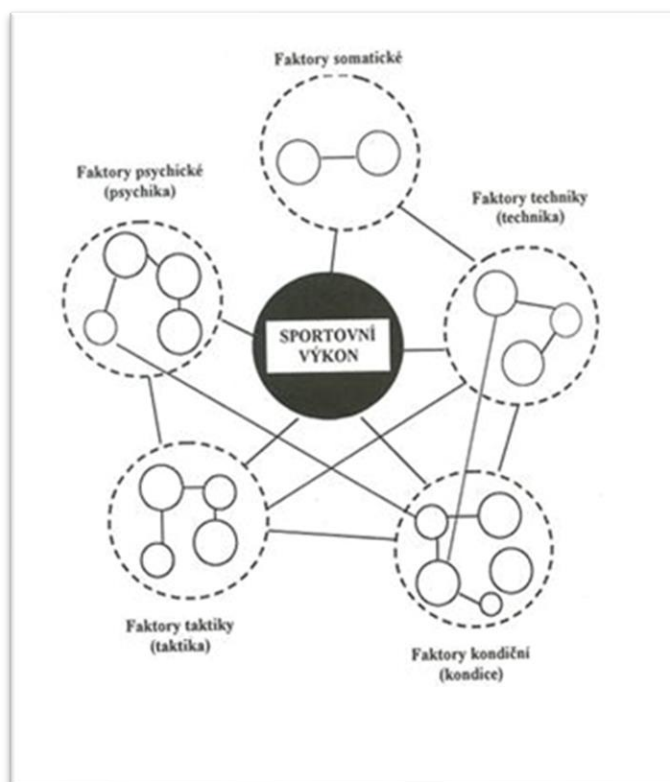 Faktory somatické
Faktory psychické
(psychika)
Faktory techniky
(technika)
SPORTOVNÍ
VÝKON
Faktory taktiky
(taktika)
Faktory kondiční
(kondice)